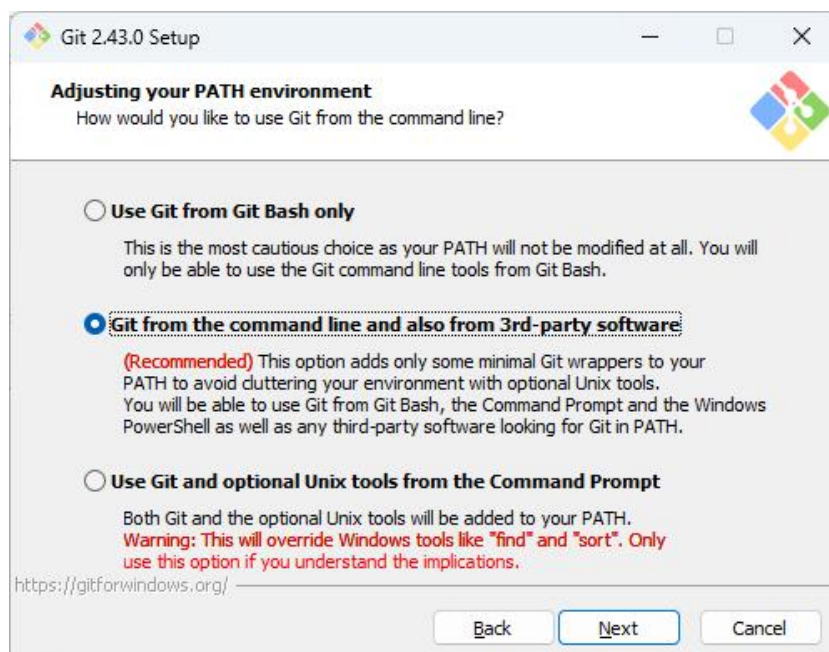 Git 2.43.0 Setup
Adjusting your PATH environment
How would you like to use Git from the command line?
Use Git from Git Bash only
This is the most cautious choice as your PATH will not be modified at all. You will
only be able to use the Git command line tools from Git Bash.
Git from the command line and also from 3rd-party software
(Recommended) This option adds only some minimal Git wrappers to your
PATH to avoid cluttering your environment with optional Unix tools.
You will be able to use Git from Git Bash, the Command Prompt and the Windows
PowerShell as well as any third-party software looking for Git in PATH.
Use Git and optional Unix tools from the Command Prompt
Both Git and the optional Unix tools will be added to your PATH.
Warning: This will override Windows tools like "find" and "sort". Only
use this option if you understand the implications.
https://gitforwindows.org/
Back Next Cancel